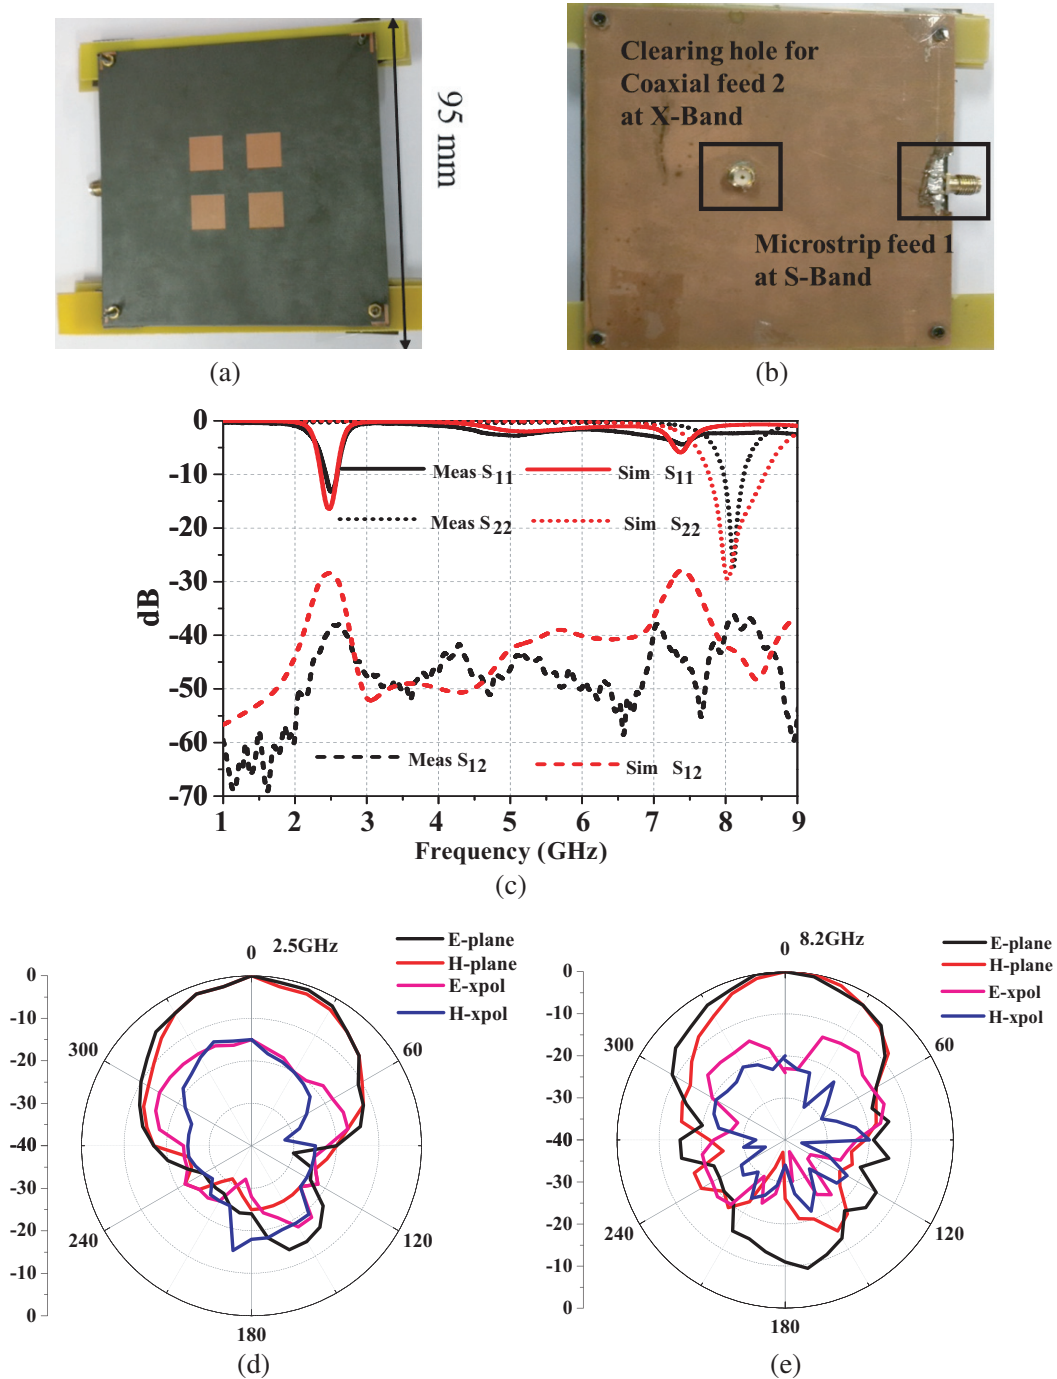 95 mm
Clearing hole for
Coaxial feed 2
at X-Band
Microstrip feed 1
at S-Band
(a)
(b)
0
-10
-20
-30
-40
-50
-60
-70
dB
Meas S11
Sim S11
Meas S22
Sim S22
Meas S12
Sim S12
1 2 3 4 5 6 7 8 9
Frequency (GHz)
(c)
0 2.5GHz
E-plane
H-plane
E-xpol
H-xpol
0
-10
-20
-30
-40
-30
-20
-10
0
300
60
240
120
180
(d)
0 8.2GHz
E-plane
H-plane
E-xpol
H-xpol
0
-10
-20
-30
-40
-30
-20
-10
0
300
60
240
120
180
(e)